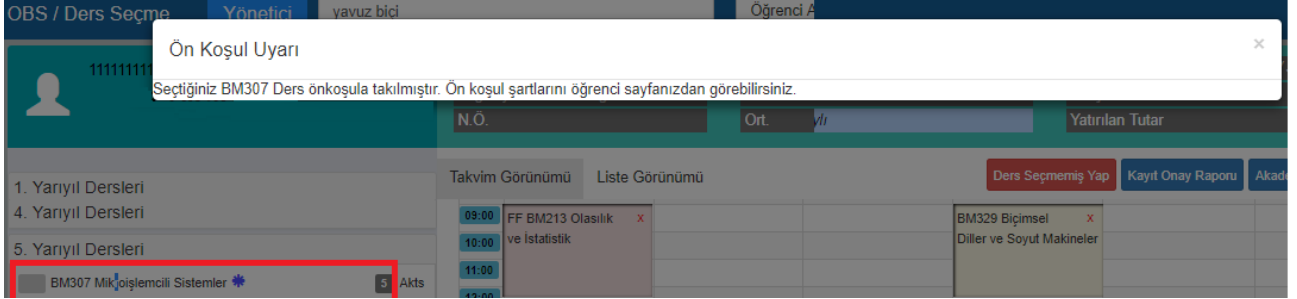 OBS / Ders Seçme Yönetici yavuz biçi Öğrenci A
Ön Koşul Uyarı ×
Seçtiğiniz BM307 Ders önkoşula takılmıştır. Ön koşul şartlarını öğrenci sayfanızdan görebilirsiniz.
N.Ö. Ort. Yatırılan Tutar
Takvim Görünümü Liste Görünümü Ders Seçmemiş Yap Kayıt Onay Raporu Akade
1. Yarıyıl Dersleri
4. Yarıyıl Dersleri
5. Yarıyıl Dersleri
BM307 Mikroişlemcili Sistemler 5 Akts
09:00 FF BM213 Olasılık x BM329 Biçimsel x
10:00 ve İstatistik Diller ve Soyut Makineler
11:00
12:00